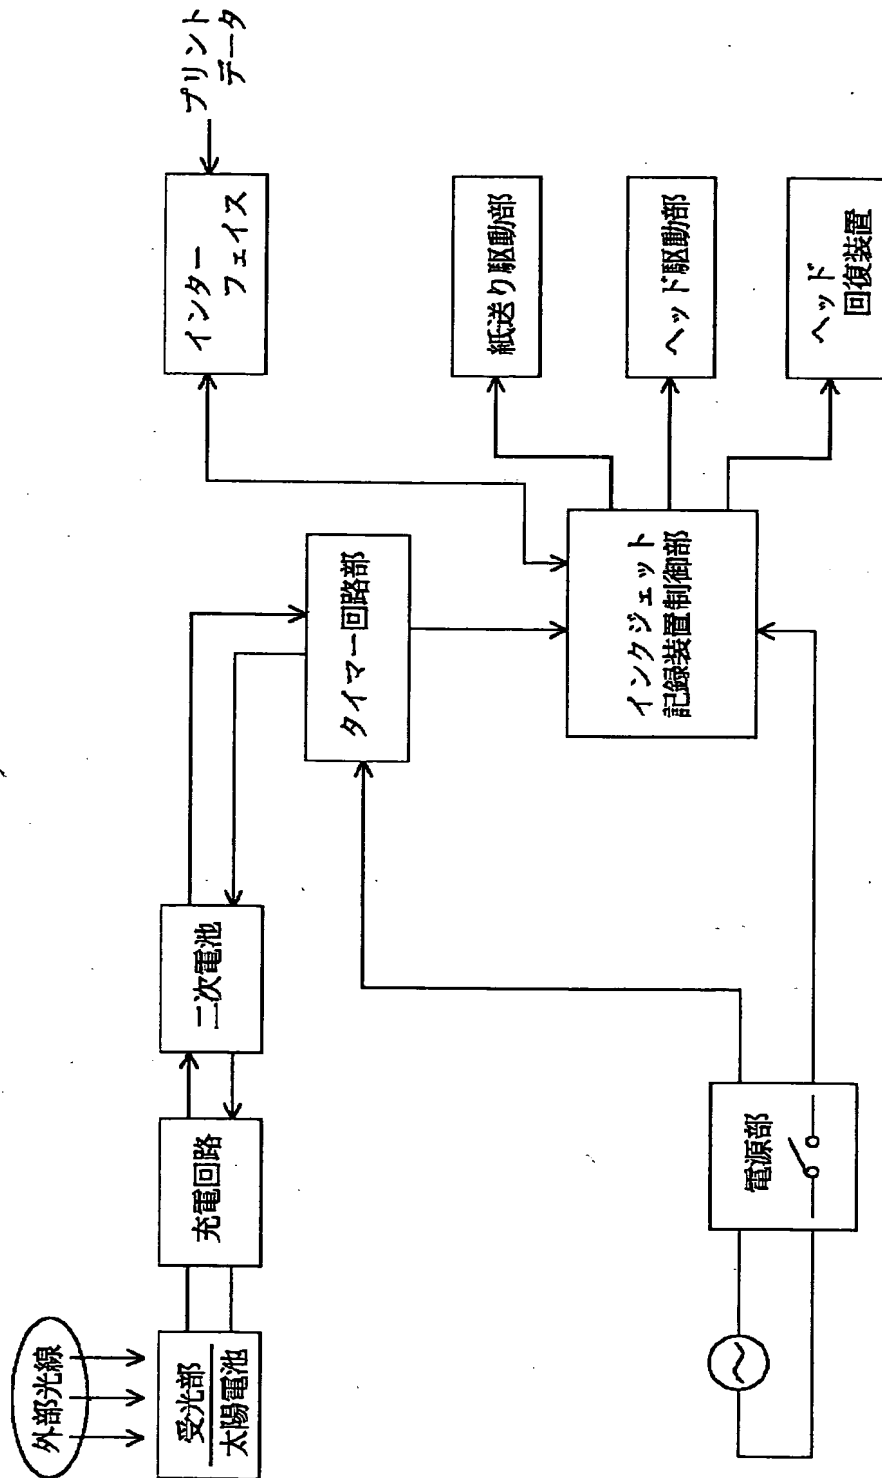 外部光線
受光部
太陽電池
充電回路
二次電池
タイマー回路部
インター
フェイス
プリント
データ
電源部
インクジェット
記録装置制御部
紙送り駆動部
ヘッド駆動部
ヘッド
回復装置